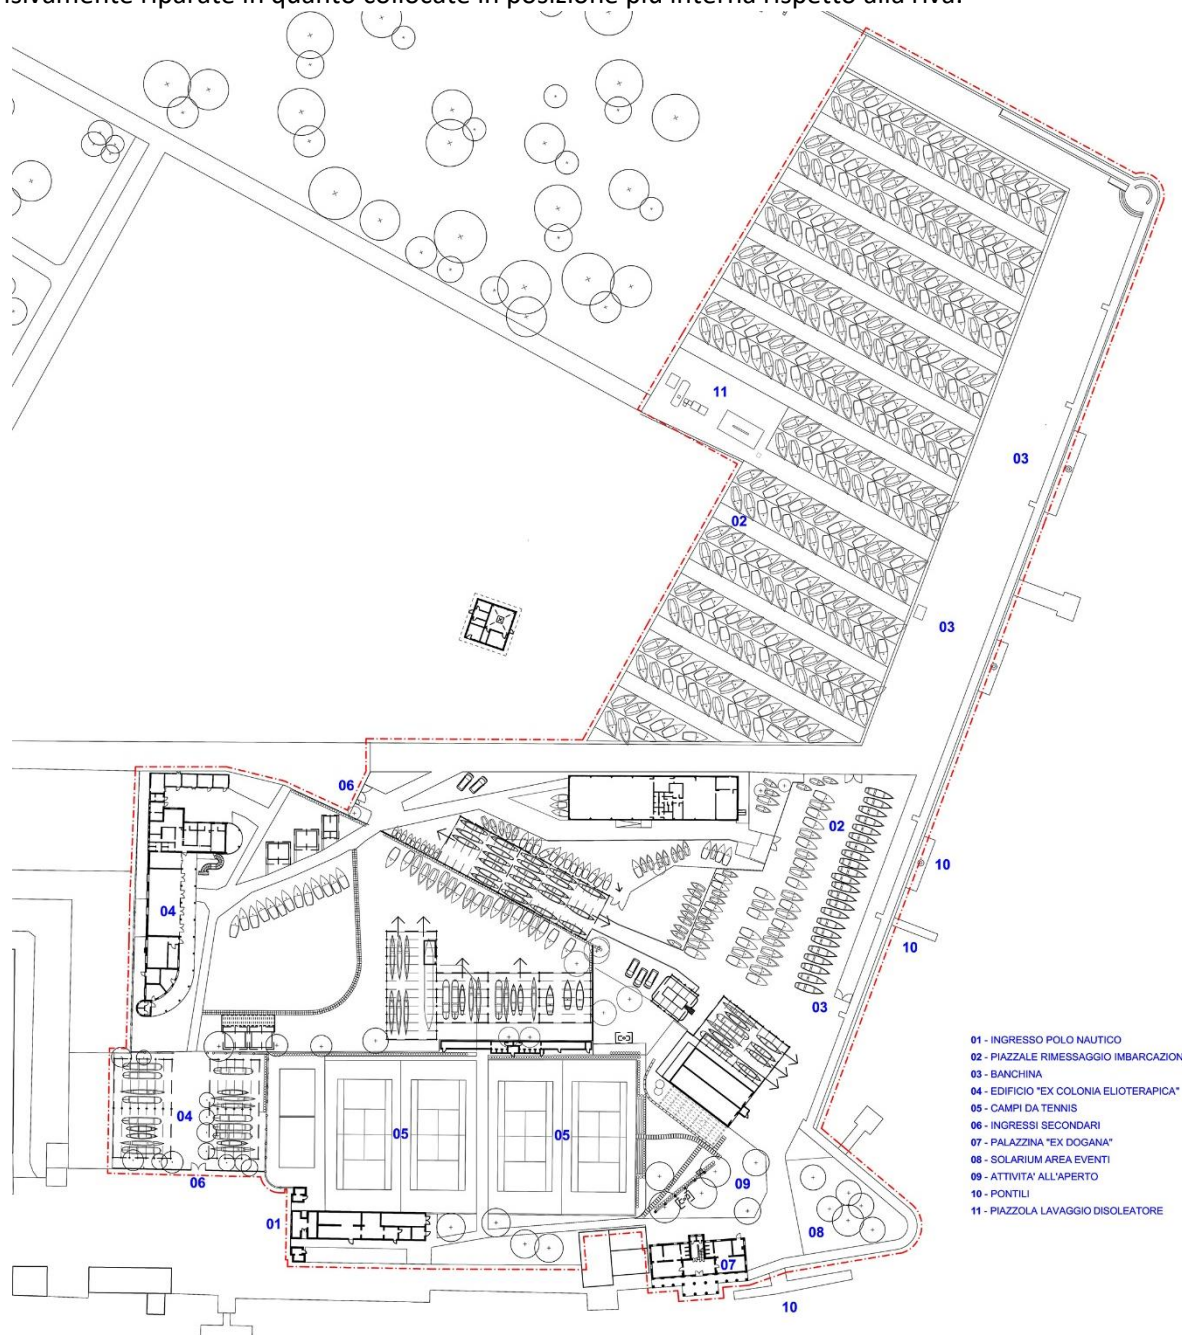 sivamente riparate in quanto collocate in posizione più interna rispetto alla riva.
11
03
02
03
06
02
10
04
10
03
04
05
05
06
09
01
08
07
10
01 - INGRESSO POLO NAUTICO
02 - PIAZZALE RIMESSAGGIO IMBARCAZION
03 - BANCHINA
04 - EDIFICIO "EX COLONIA ELIOTERAPICA"
05 - CAMPI DA TENNIS
06 - INGRESSI SECONDARI
07 - PALAZZINA "EX DOGANA"
08 - SOLARIUM AREA EVENTI
09 - ATTIVITA' ALL'APERTO
10 - PONTILI
11 - PIAZZOLA LAVAGGIO DISOLEATORE